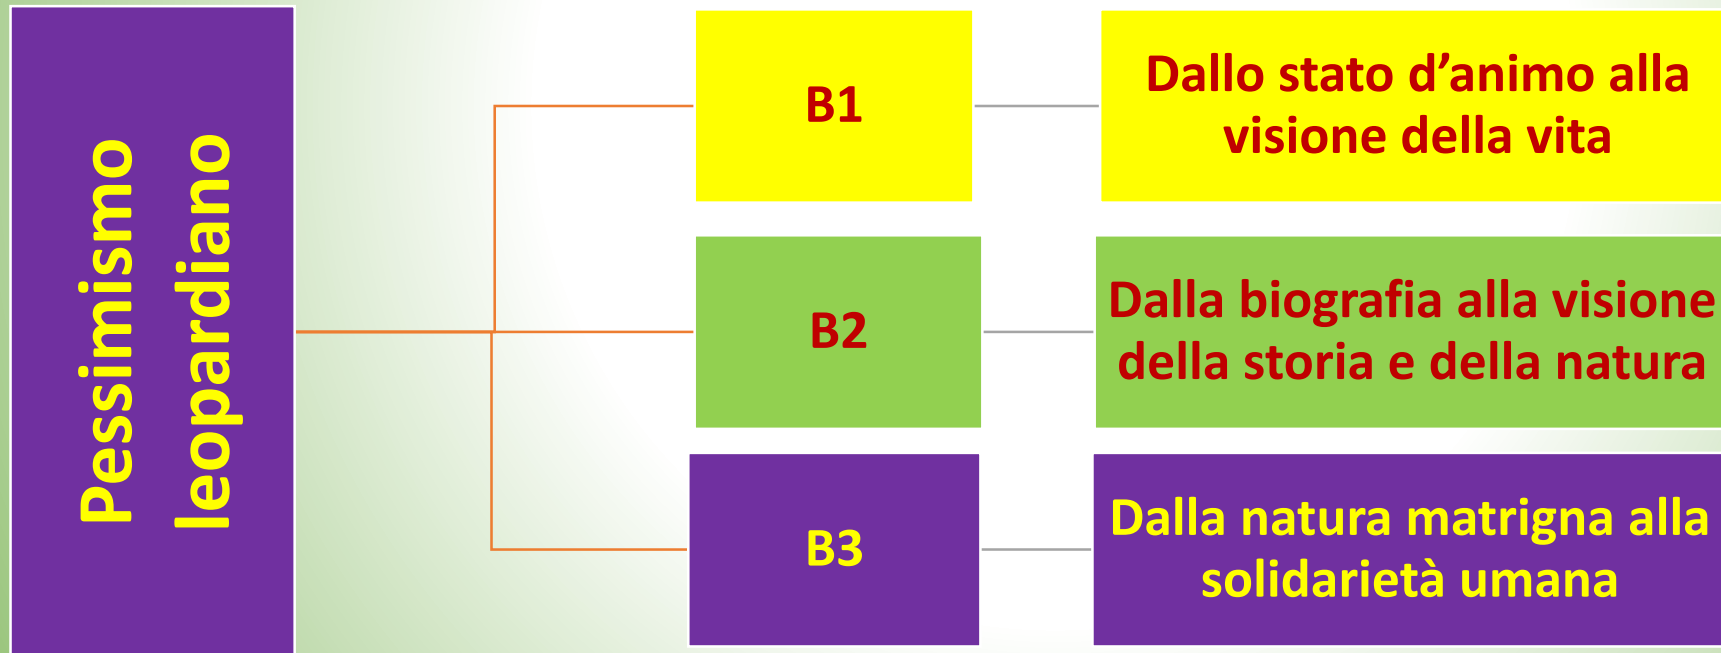 Pessimismo
leopardiano
B1
Dallo stato d’animo alla
visione della vita
B2
Dalla biografia alla visione
della storia e della natura
B3
Dalla natura matrigna alla
solidarietà umana